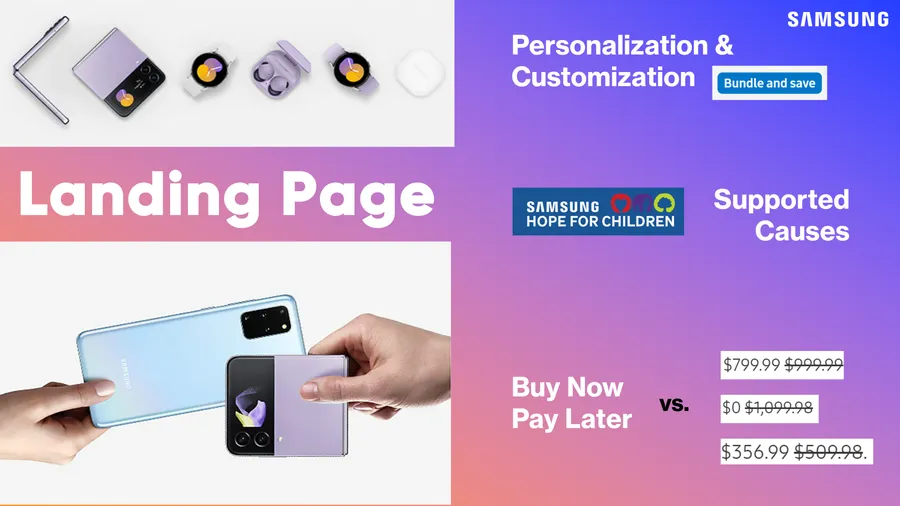 SAMSUNG
Personalization &
Customization
Bundle and save
Landing Page
SAMSUNG
HOPE FOR CHILDREN
Supported
Causes
SAMSUNG
Buy Now
Pay Later
vs.
$799.99 $999.99
$0 $1,099.98
$356.99 $509.98.